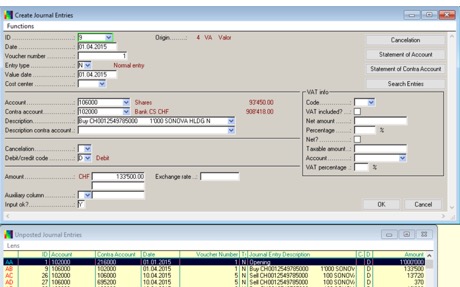 Create Journal Entries
Functions
ID 9 Origin 4 VA Valor
Cancelation
Date 01.04.2015
Statement of Account
Voucher number 1
Entry type N Normal entry
Statement of Contra Account
Value date 01.04.2015
Cost center
Search Entries
VAT info
Account 106000 Shares 93'450.00
Code
Contra account 102000 Bank CS CHF 908'418.00
VAT included?
Description Buy CH0012549785000 1'000 SONOVA HLDG N
Net amount
Description contra account
Percentage %
Net?
Cancelation
Taxable amount
Debit/credit code D Debit
Account
VAT percentage %
Amount CHF 133'500.00 Exchange rate
Auxiliary column
Input ok? Y
OK Cancel
Unposted Journal Entries
Lens
ID Account Contra Account Date Voucher Number T Journal Entry Description C D Amount
AA 1 102000 216000 01.01.2015 1 N Opening D 1'000'000
AB 9 106000 102000 01.04.2015 1 N Buy CH0012549785000 1'000 SONOV D 133'500
AC 26 102000 106000 10.04.2015 5 N Sell CH0012549785000 100 SONOV D 13'720
AD 27 106000 695200 10.04.2015 5 N Sell CH0012549785000 100 SONOV D 370